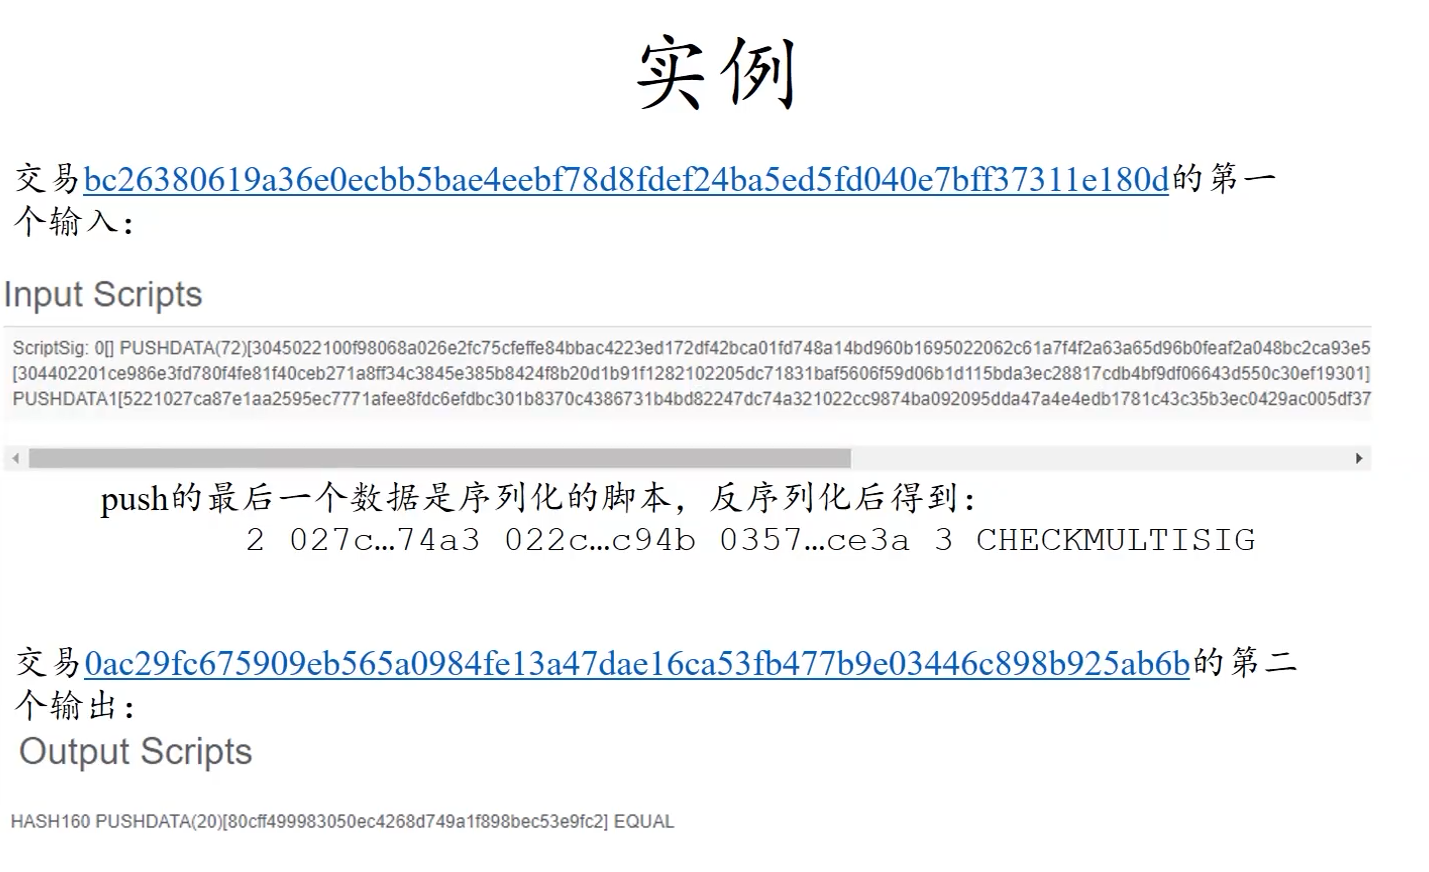 实例
交易bc26380619a36e0ecbb5bae4eebf78d8fdef24ba5ed5fd040e7bff37311e180d的第一
个输入：
Input Scripts
ScriptSig: 0[] PUSHDATA(72)[3045022100f98068a026e2fc75cfeffe84bbac4223ed172df42bca01fd748a14bd960b1695022062c61a7f4f2a63a65d96b0feaf2a048bc2ca93e5
[304402201ce986e3fd780f4fe81f40ceb271a8ff34c3845e385b8424f8b20d1b91f1282102205dc71831baf5606f59d06b1d115bda3ec28817cdb4bf9df06643d550c30ef19301]
PUSHDATA1[5221027ca87e1aa2595ec7771afee8fdc6efdbc301b8370c4386731b4bd82247dc74a321022cc9874ba092095dda47a4e4edb1781c43c35b3ec0429ac005df37
push的最后一个数据是序列化的脚本，反序列化后得到：
2 027c…74a3 022c…c94b 0357…ce3a 3 CHECKMULTISIG
交易0ac29fc675909eb565a0984fe13a47dae16ca53fb477b9e03446c898b925ab6b的第二
个输出：
Output Scripts
HASH160 PUSHDATA(20)[80cff499983050ec4268d749a1f898bec53e9fc2] EQUAL